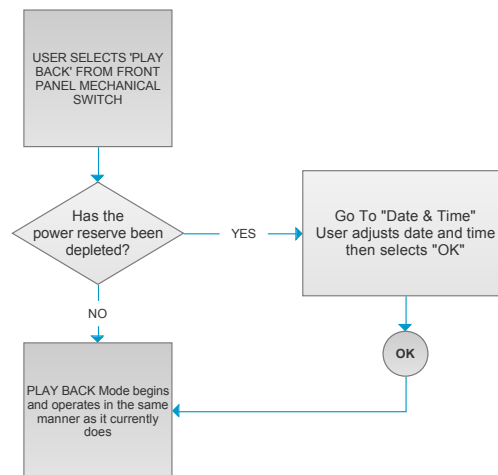 USER SELECTS 'PLAY
BACK' FROM FRONT
PANEL MECHANICAL
SWITCH
Has the
power reserve been
depleted?
YES
Go To "Date & Time"
User adjusts date and time
then selects "OK"
NO
OK
PLAY BACK Mode begins
and operates in the same
manner as it currently
does